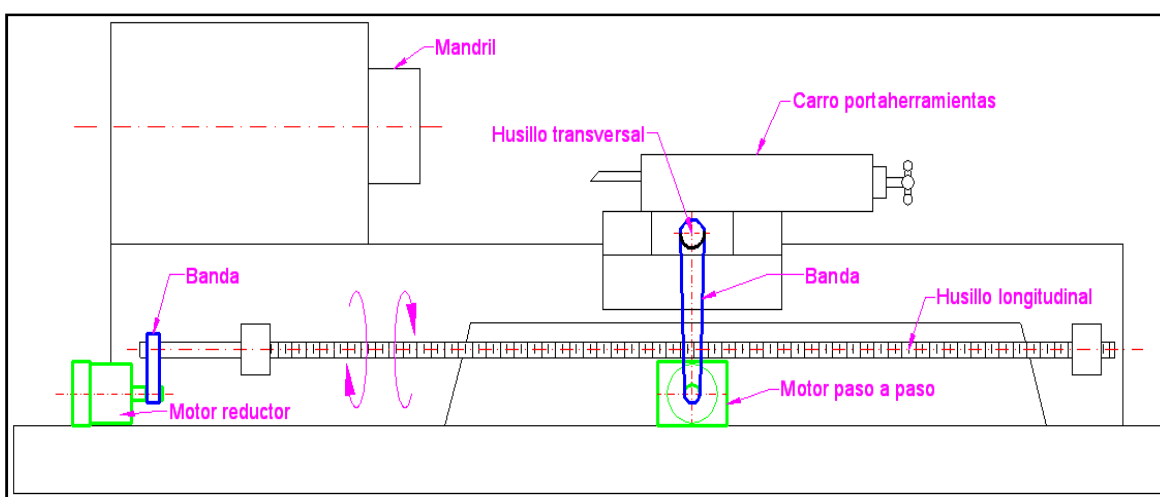 Mandril
Carro portaherramientas
Husillo transversal
Banda
Banda
Husillo longitudinal
Motor paso a paso
Motor reductor